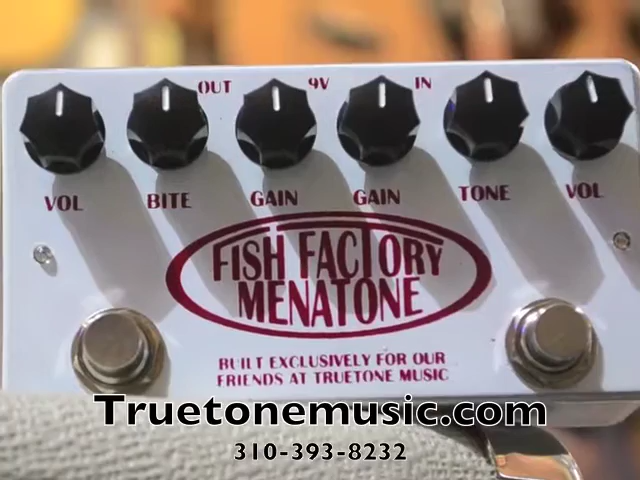 OUT 9V IN
VOL BITE GAIN GAIN TONE VOL
FISH FACTORY
MENATONE
BUILT EXCLUSIVELY FOR OUR
FRIENDS AT TRUETONE MUSIC
Truetonemusic.com
310-393-8232